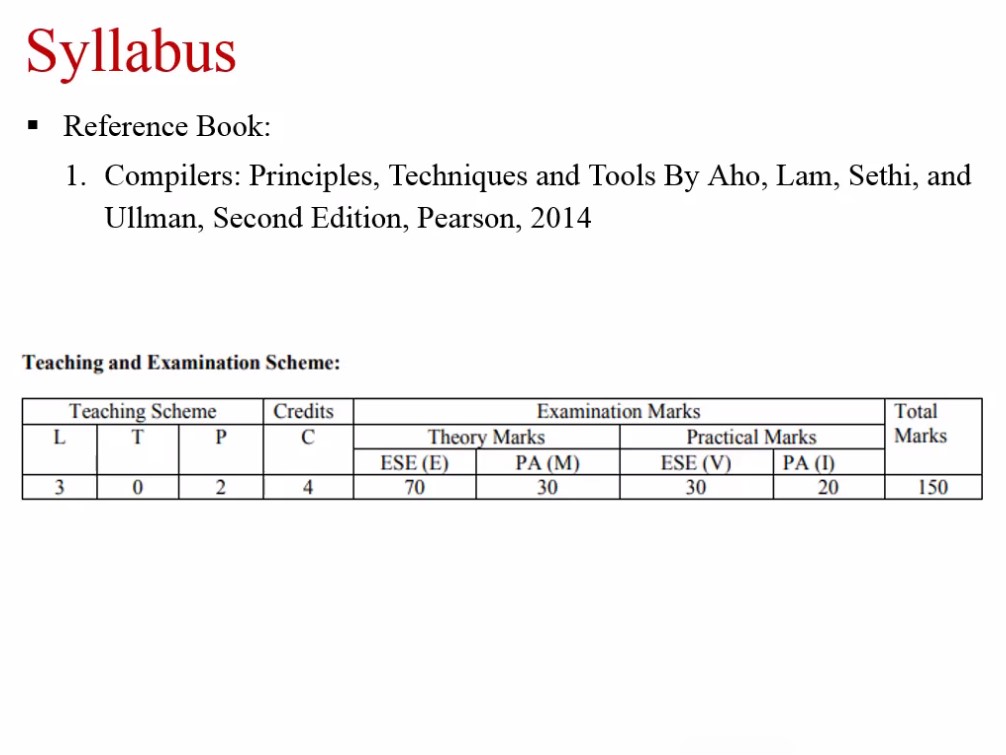 Syllabus
▪ Reference Book:
1. Compilers: Principles, Techniques and Tools By Aho, Lam, Sethi, and
Ullman, Second Edition, Pearson, 2014
Teaching and Examination Scheme:
Teaching Scheme Credits Examination Marks Total
L T P C Theory Marks Practical Marks Marks
ESE (E) PA (M) ESE (V) PA (I)
3 0 2 4 70 30 30 20 150